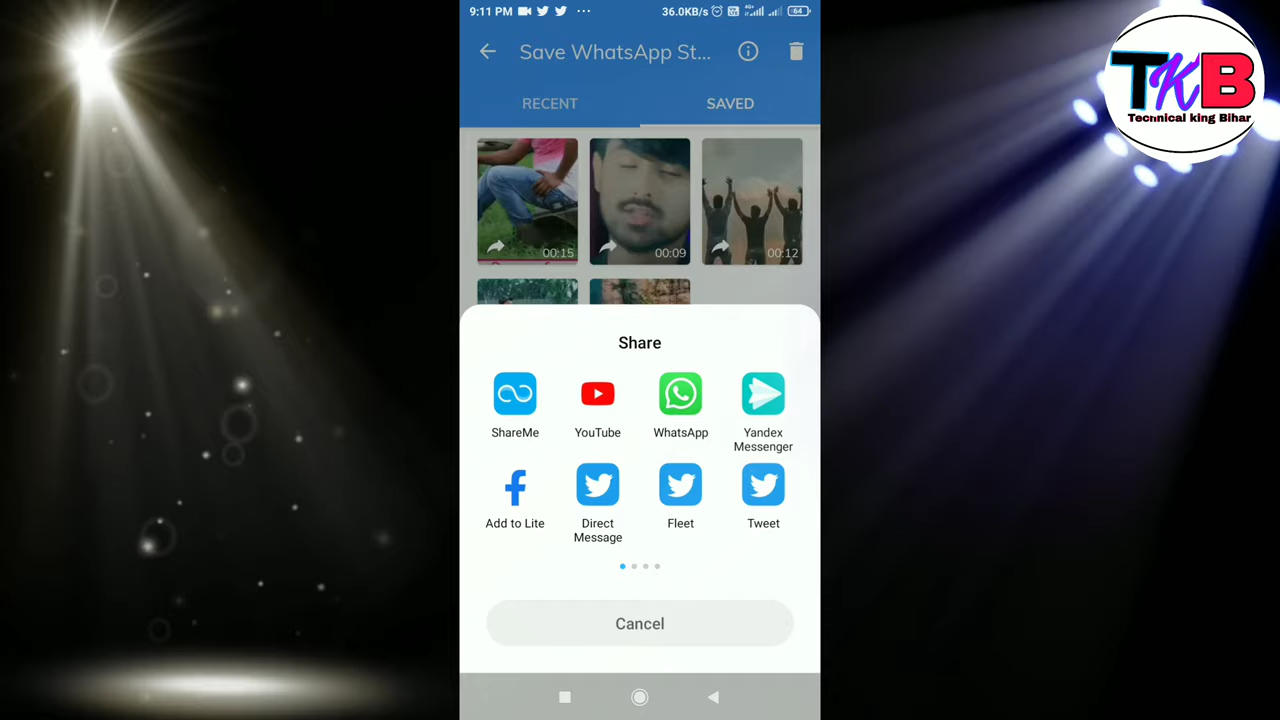 9:11 PM
36.0KB/s
4G+
64
TKB
Technical king Bihar
Save WhatsApp St...
RECENT
SAVED
00:15
00:09
00:12
Share
ShareMe
YouTube
WhatsApp
Yandex
Messenger
Add to Lite
Direct
Message
Fleet
Tweet
Cancel